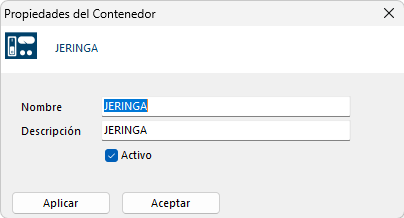 Propiedades del Contenedor
JERINGA
Nombre JERINGA
Descripción JERINGA
Activo
Aplicar Aceptar